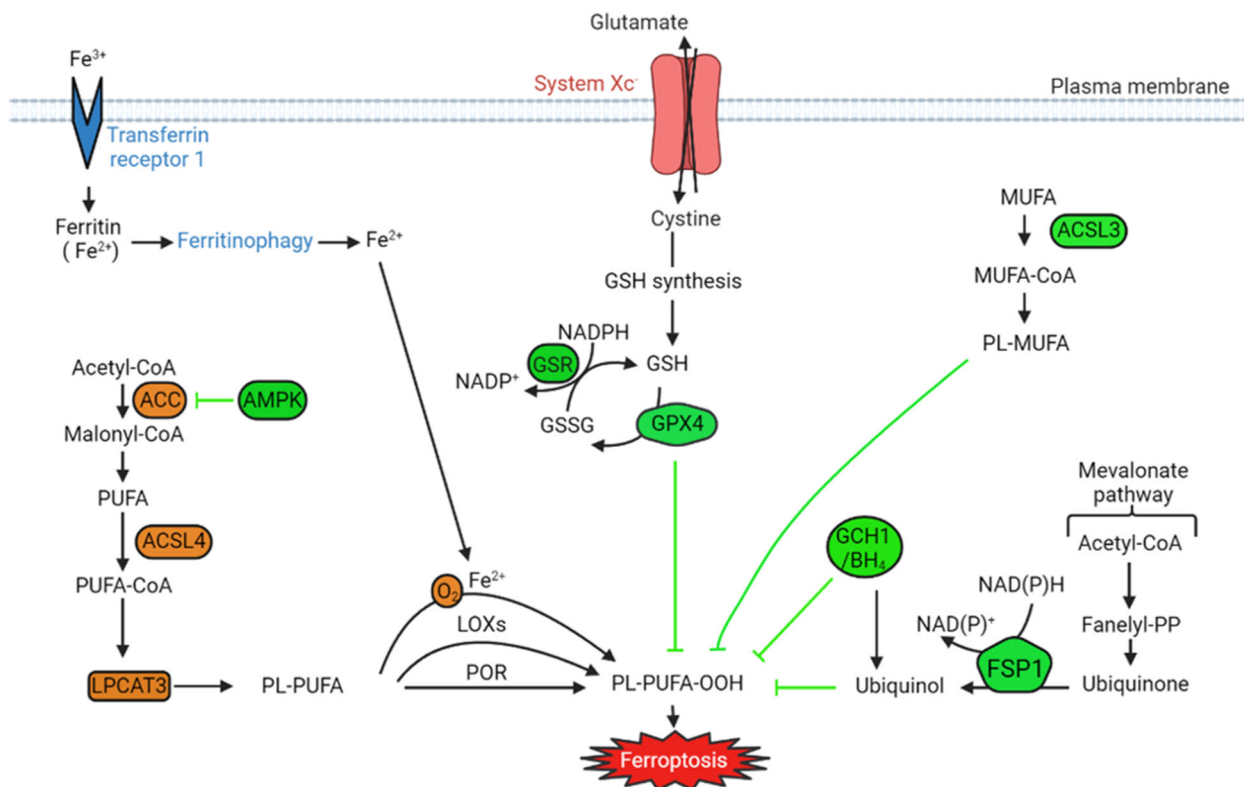 Glutamate
Fe³⁺
System Xc⁻
Plasma membrane
Transferrin
receptor 1
Ferritin
( Fe²⁺)
Ferritinophagy
Fe²⁺
Cystine
GSH synthesis
MUFA
ACSL3
MUFA-CoA
PL-MUFA
NADPH
GSR
GSH
NADP⁺
GSSG
GPX4
Acetyl-CoA
ACC
AMPK
Malonyl-CoA
PUFA
ACSL4
PUFA-CoA
LPCAT3
PL-PUFA
O₂
Fe²⁺
LOXs
POR
PL-PUFA-OOH
Ferroptosis
GCH1
/BH₄
Ubiquinol
Mevalonate
pathway
Acetyl-CoA
NAD(P)H
NAD(P)⁺
Fanelyl-PP
FSP1
Ubiquinone